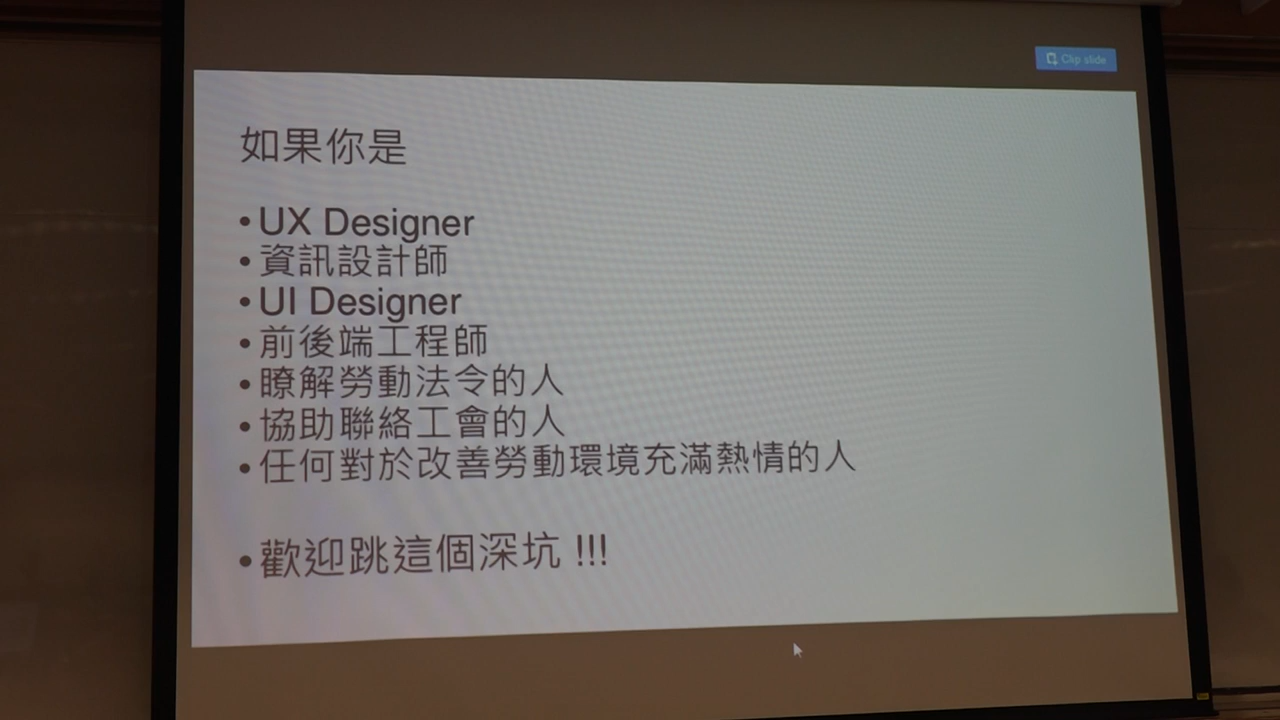 Clip slide
如果你是
• UX Designer
• 資訊設計師
• UI Designer
• 前後端工程師
• 瞭解勞動法令的人
• 協助聯絡工會的人
• 任何對於改善勞動環境充滿熱情的人
• 歡迎跳這個深坑 !!!